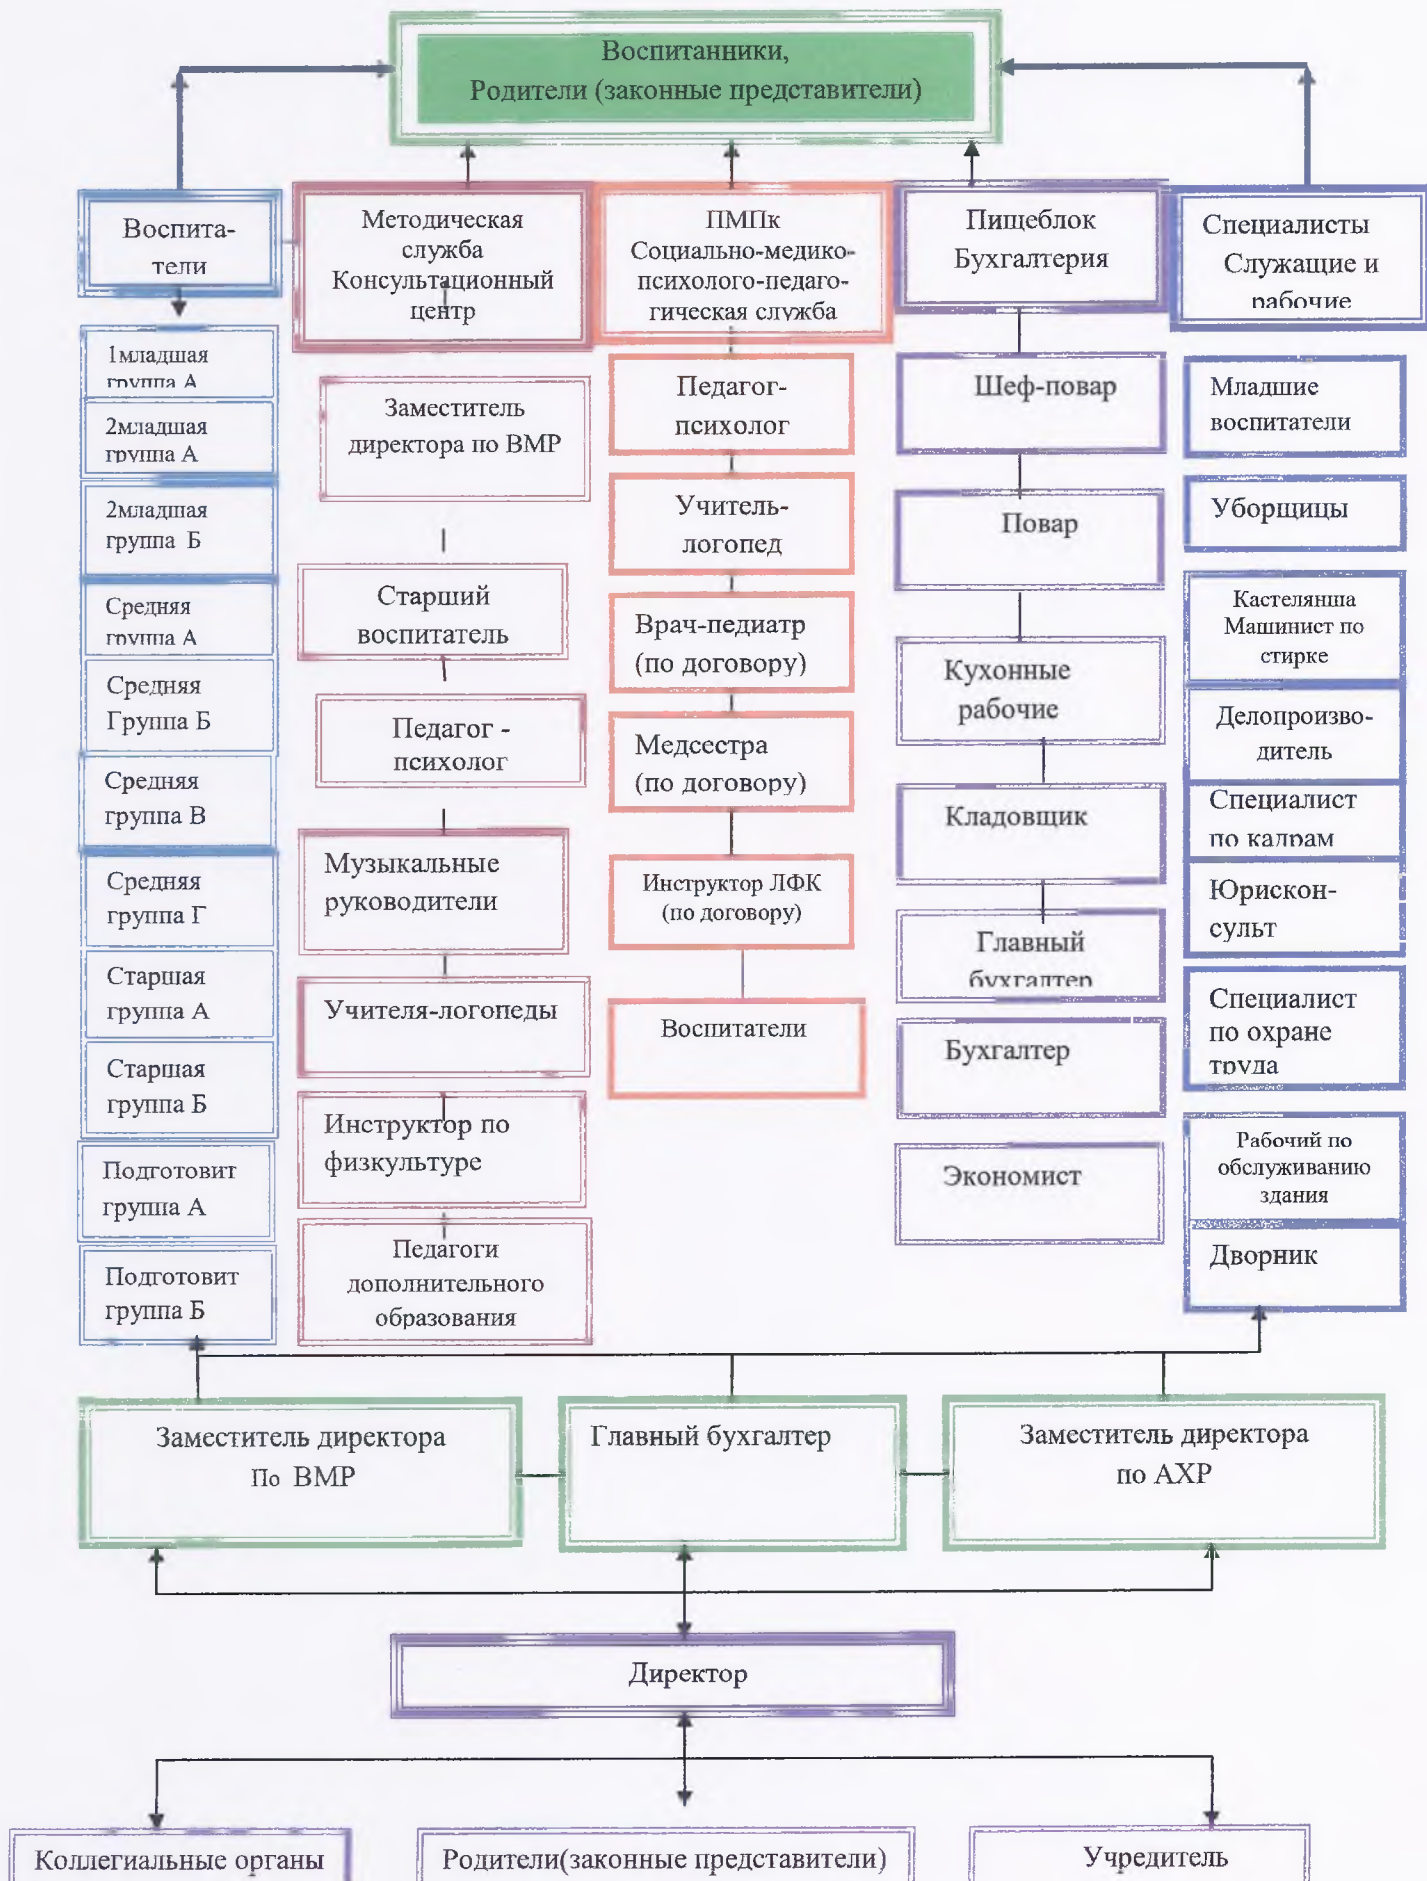 Воспитанники,
Родители (законные представители)
Воспита-
тели
1младшая
группа А
2младшая
группа А
2младшая
группа Б
Средняя
группа А
Средняя
Группа Б
Средняя
группа В
Средняя
группа Г
Старшая
группа А
Старшая
группа Б
Подготовит
группа А
Подготовит
группа Б
Методическая
служба
Консультационный
центр
Заместитель
директора по ВМР
Старший
воспитатель
Педагог -
психолог
Музыкальные
руководители
Учителя-логопеды
Инструктор по
физкультуре
Педагоги
дополнительного
образования
ПМПк
Социально-медико-
психолого-педаго-
гическая служба
Педагог-
психолог
Учитель-
логопед
Врач-педиатр
(по договору)
Медсестра
(по договору)
Инструктор ЛФК
(по договору)
Воспитатели
Пищеблок
Бухгалтерия
Шеф-повар
Повар
Кухонные
рабочие
Кладовщик
Главный
бухгалтер
Бухгалтер
Экономист
Специалисты
Служащие и
рабочие
Младшие
воспитатели
Уборщицы
Кастелянша
Машинист по
стирке
Делопроизво-
дитель
Специалист
по кадрам
Юрискон-
сульт
Специалист
по охране
труда
Рабочий по
обслуживанию
здания
Дворник
Заместитель директора
По ВМР
Главный бухгалтер
Заместитель директора
по АХР
Директор
Коллегиальные органы
Родители(законные представители)
Учредитель